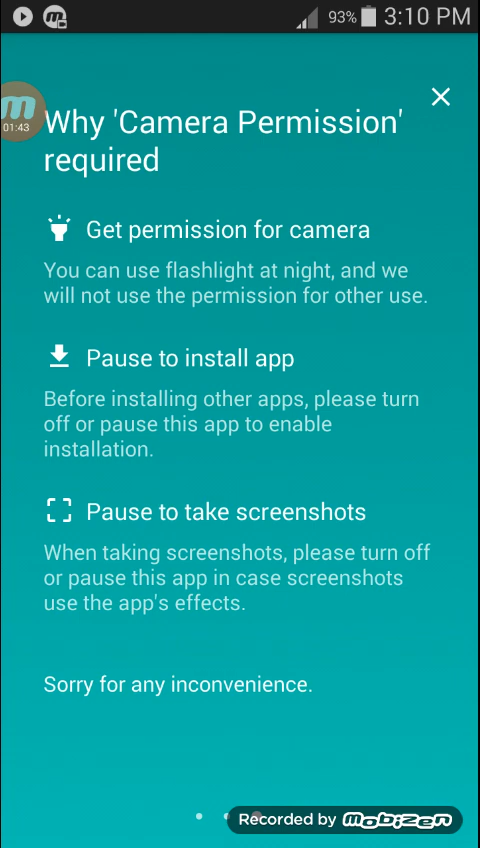 93% 3:10 PM
m
01:43
Why 'Camera Permission'
required
Get permission for camera
You can use flashlight at night, and we
will not use the permission for other use.
Pause to install app
Before installing other apps, please turn
off or pause this app to enable
installation.
Pause to take screenshots
When taking screenshots, please turn off
or pause this app in case screenshots
use the app's effects.
Sorry for any inconvenience.
Recorded by mobizen